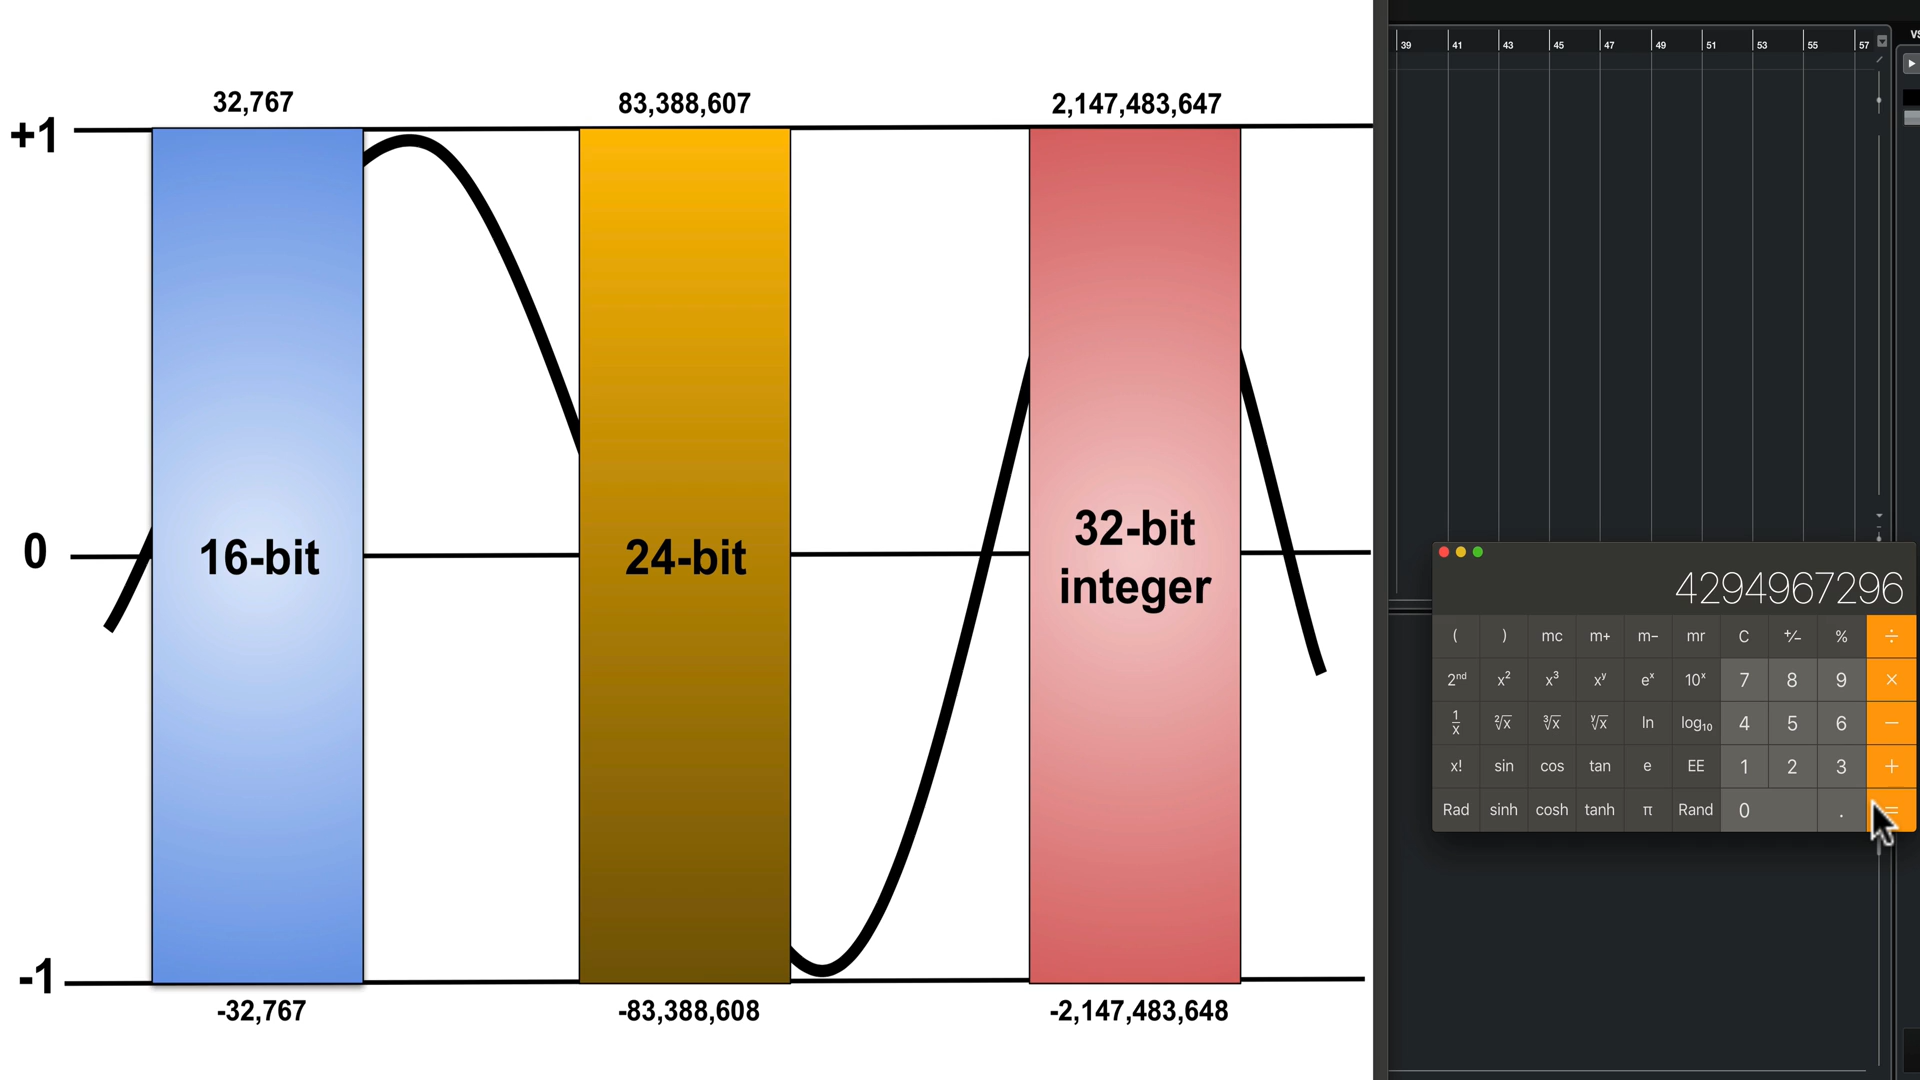 32,767
83,388,607
2,147,483,647
+1
0
-1
16-bit
24-bit
32-bit
integer
-32,767
-83,388,608
-2,147,483,648
39 41 43 45 47 49 51 53 55 57
4294967296
( ) mc m+ m− mr C +/− % ÷
2nd x² x³ xʸ eˣ 10ˣ 7 8 9 ×
1/x ²√x ³√x ʸ√x ln log₁₀ 4 5 6 −
x! sin cos tan e EE 1 2 3 +
Rad sinh cosh tanh π Rand 0 . =